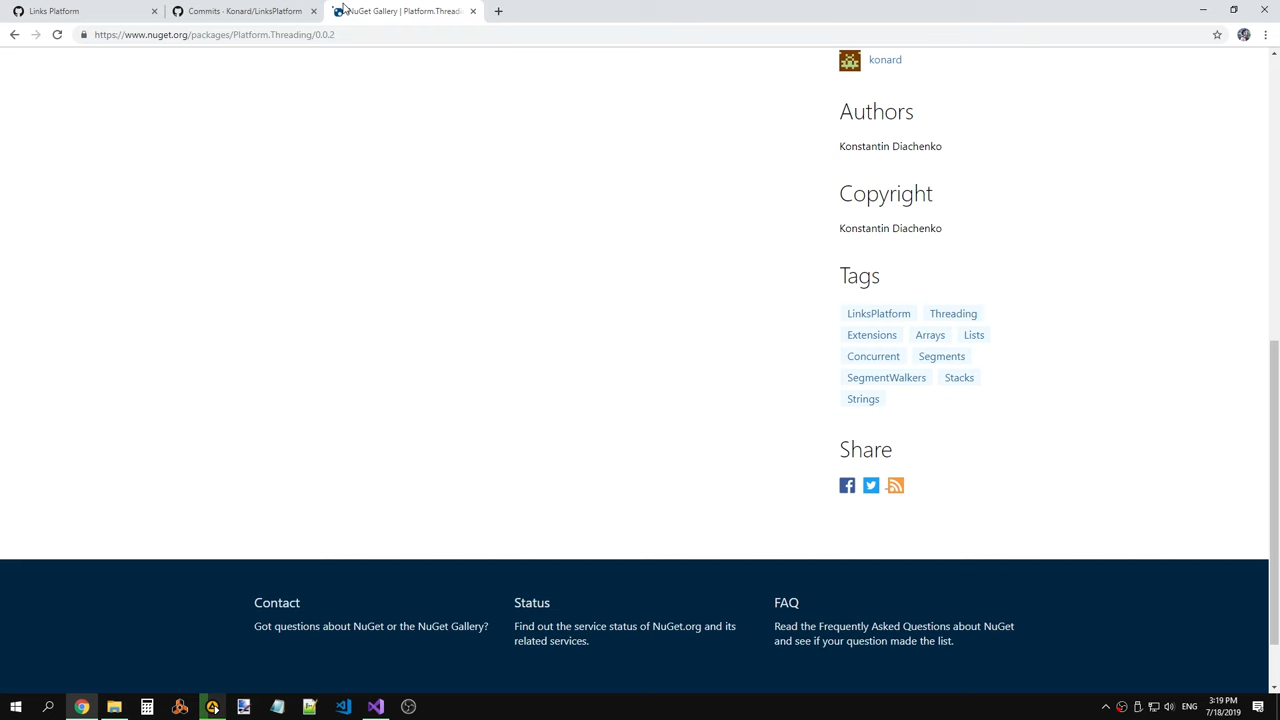 Links Platform
Commits · Konard/LinksPlatform
NuGet Gallery | Platform.Threadi
https://www.nuget.org/packages/Platform.Threading/0.0.2
konard
Authors
Konstantin Diachenko
Copyright
Konstantin Diachenko
Tags
LinksPlatform Threading
Extensions Arrays Lists
Concurrent Segments
SegmentWalkers Stacks
Strings
Share
Contact
Got questions about NuGet or the NuGet Gallery?
Status
Find out the service status of NuGet.org and its
related services.
FAQ
Read the Frequently Asked Questions about NuGet
and see if your question made the list.
ENG
3:19 PM
7/18/2019